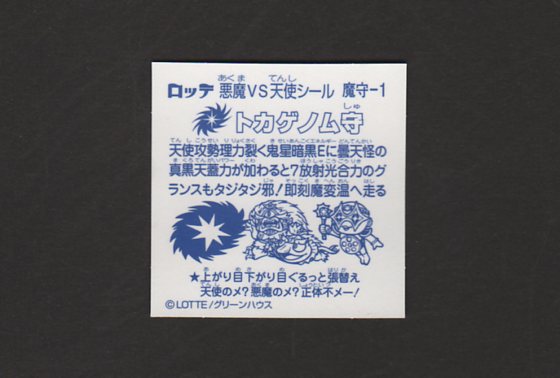 ロッテ 悪魔VS天使シール 魔守-1
トカゲノム守
天使攻勢理力裂く鬼星暗黒Eに曇天怪の
真黒天蓋力が加わると7放射光合力のグ
ランスもタジタジ邪!即刻魔変温へ走る
★上がり目下がり目ぐるっと張替え
天使のメ?悪魔のメ?正体不メー!
©LOTTE/グリーンハウス